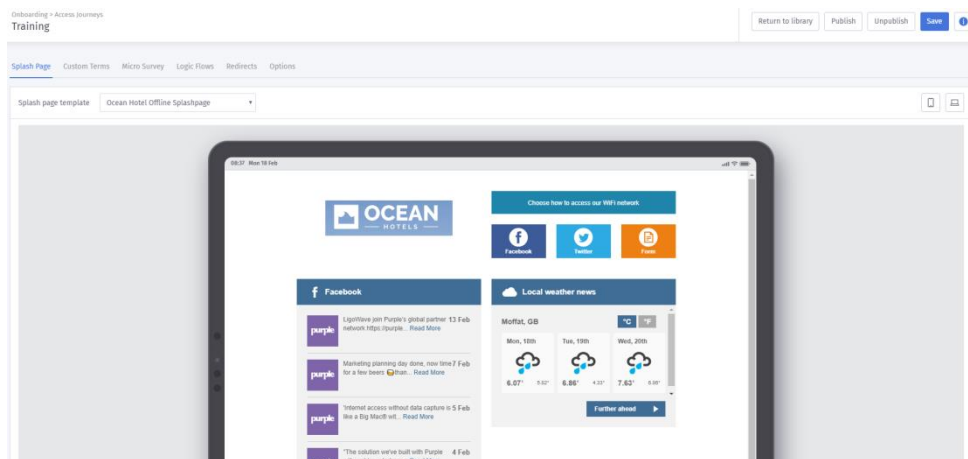 Onboarding > Access Journeys
Training
Return to library
Publish
Unpublish
Save
Splash Page
Custom Terms
Micro Survey
Logic Flows
Redirects
Options
Splash page template
Ocean Hotel Offline Splashpage
08:37 Mon 18 Feb
OCEAN
HOTELS
Choose how to access our WiFi network
Facebook
Twitter
Form
Facebook
LigoWave join Purple's global partner 13 Feb
network https://purple... Read More
purple
Marketing planning day done, now time 7 Feb
for a few beers 😂than... Read More
purple
'Internet access without data capture is 5 Feb
like a Big Mac® wit... Read More
purple
"The solution we've built with Purple 4 Feb
Local weather news
Moffat, GB
°C
°F
Mon, 18th
Tue, 19th
Wed, 20th
6.07°
6.86°
7.63°
Further ahead